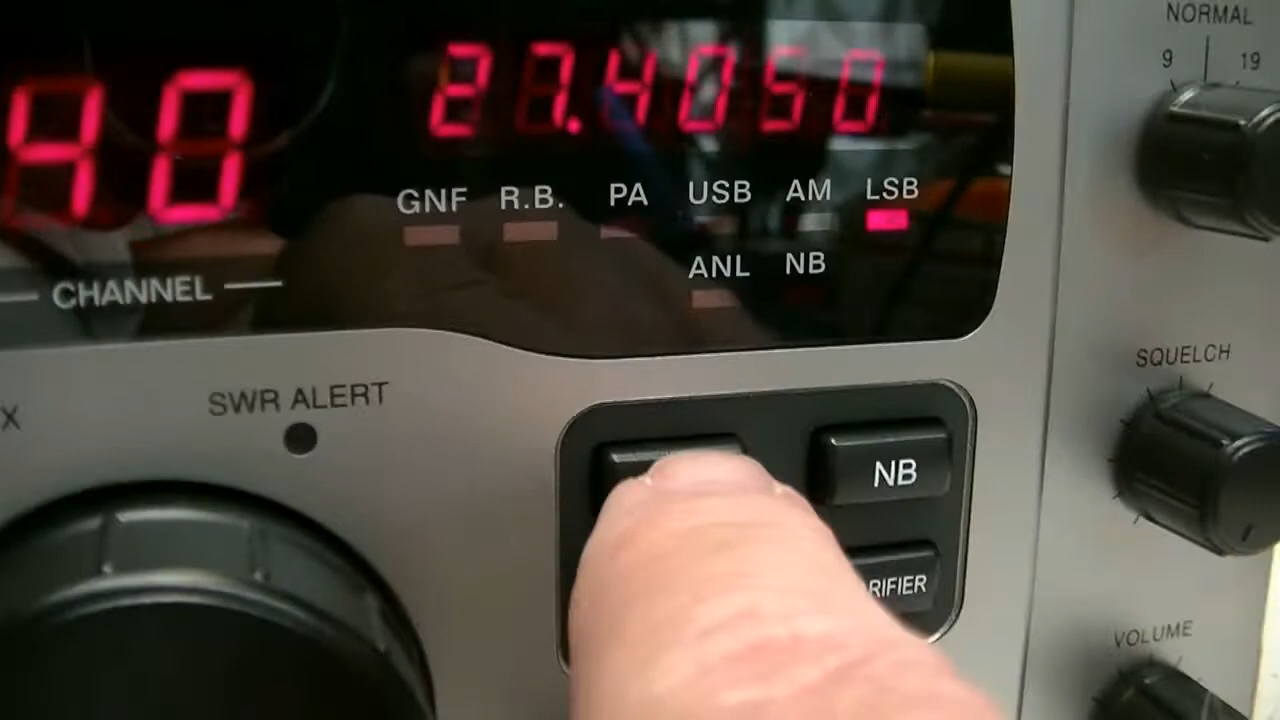 NORMAL
9 19
40
27.4050
GNF R.B. PA USB AM LSB
ANL NB
CHANNEL
SQUELCH
SWR ALERT
X
NB
RIFIER
VOLUME